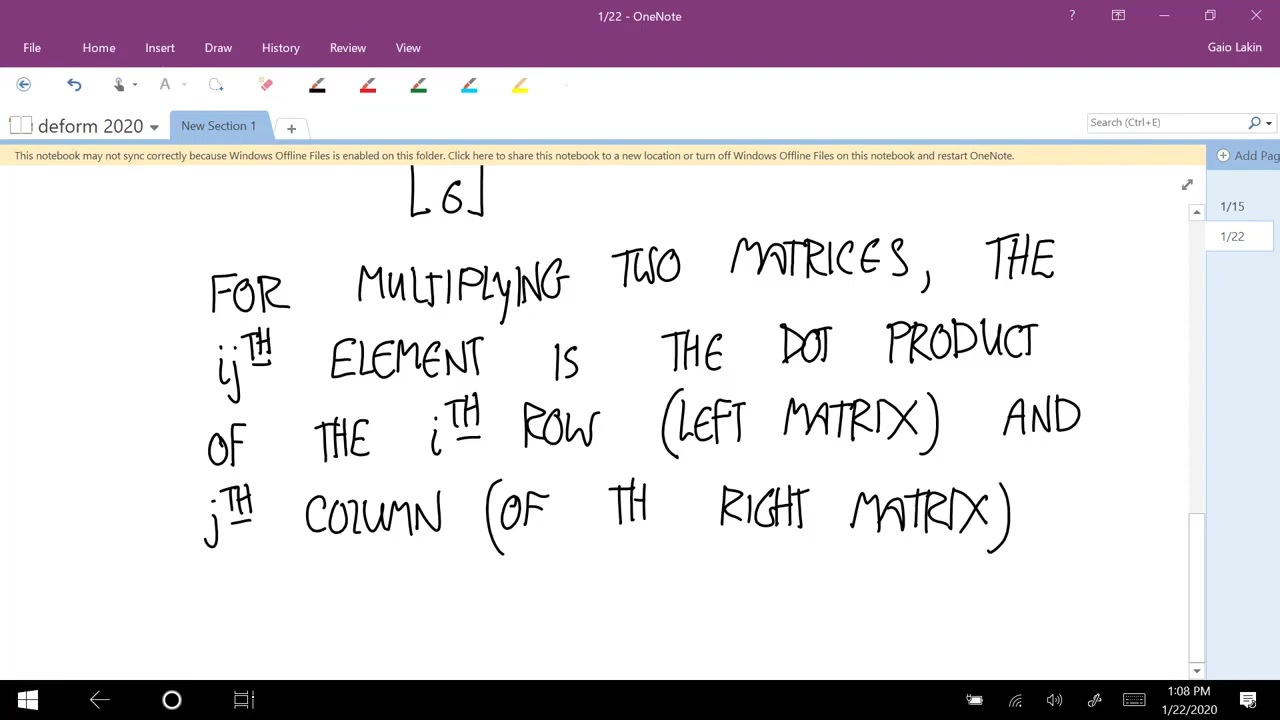 1/22 - OneNote
?
File Home Insert Draw History Review View
Gaio Lakin
A
deform 2020
New Section 1
Search (Ctrl+E)
This notebook may not sync correctly because Windows Offline Files is enabled on this folder. Click here to share this notebook to a new location or turn off Windows Offline Files on this notebook and restart OneNote.
Add Pag
1/15
1/22
[6]
FOR MULTIPLYING TWO MATRICES, THE
ijTH ELEMENT IS THE DOT PRODUCT
OF THE iTH ROW (LEFT MATRIX) AND
jTH COLUMN (OF TH RIGHT MATRIX)
1:08 PM
1/22/2020